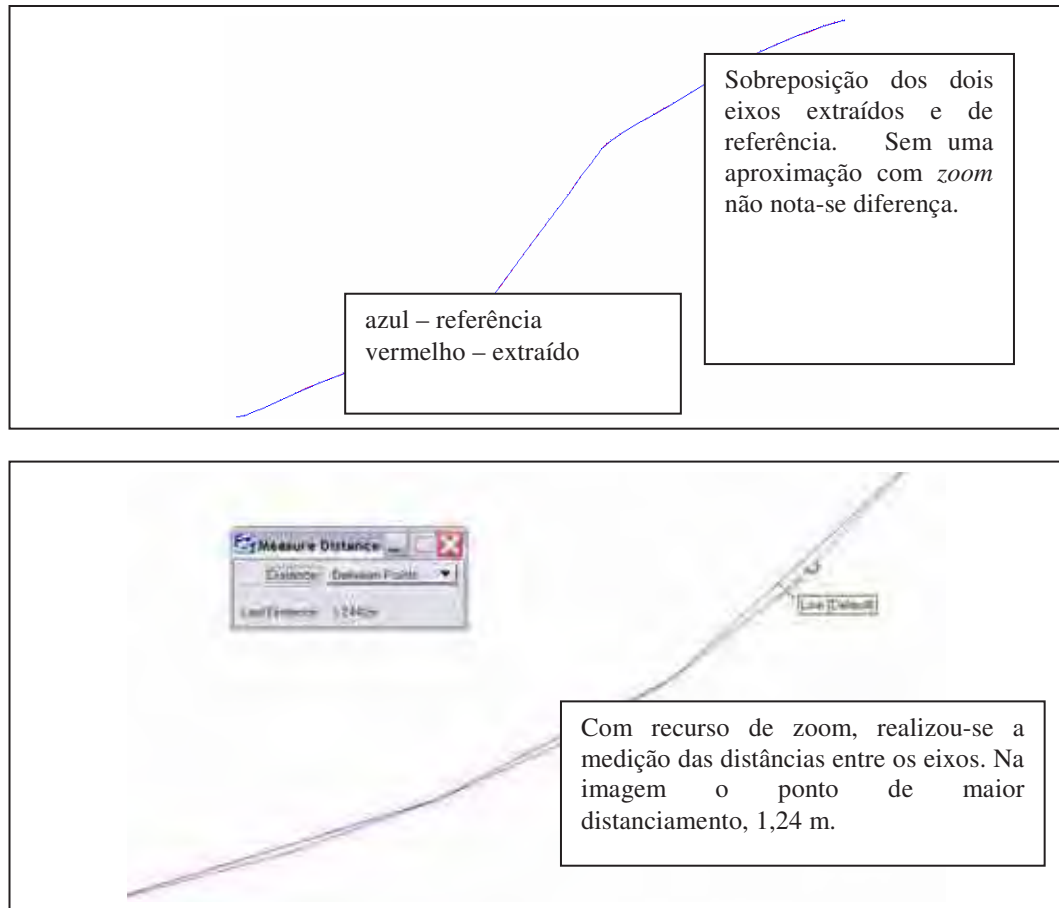 Sobreposição dos dois
eixos extraídos e de
referência. Sem uma
aproximação com zoom
não nota-se diferença.
azul – referência
vermelho – extraído
Measure Distance
Distance: Between Points
Line (Default)
Com recurso de zoom, realizou-se a
medição das distâncias entre os eixos. Na
imagem o ponto de maior
distanciamento, 1,24 m.